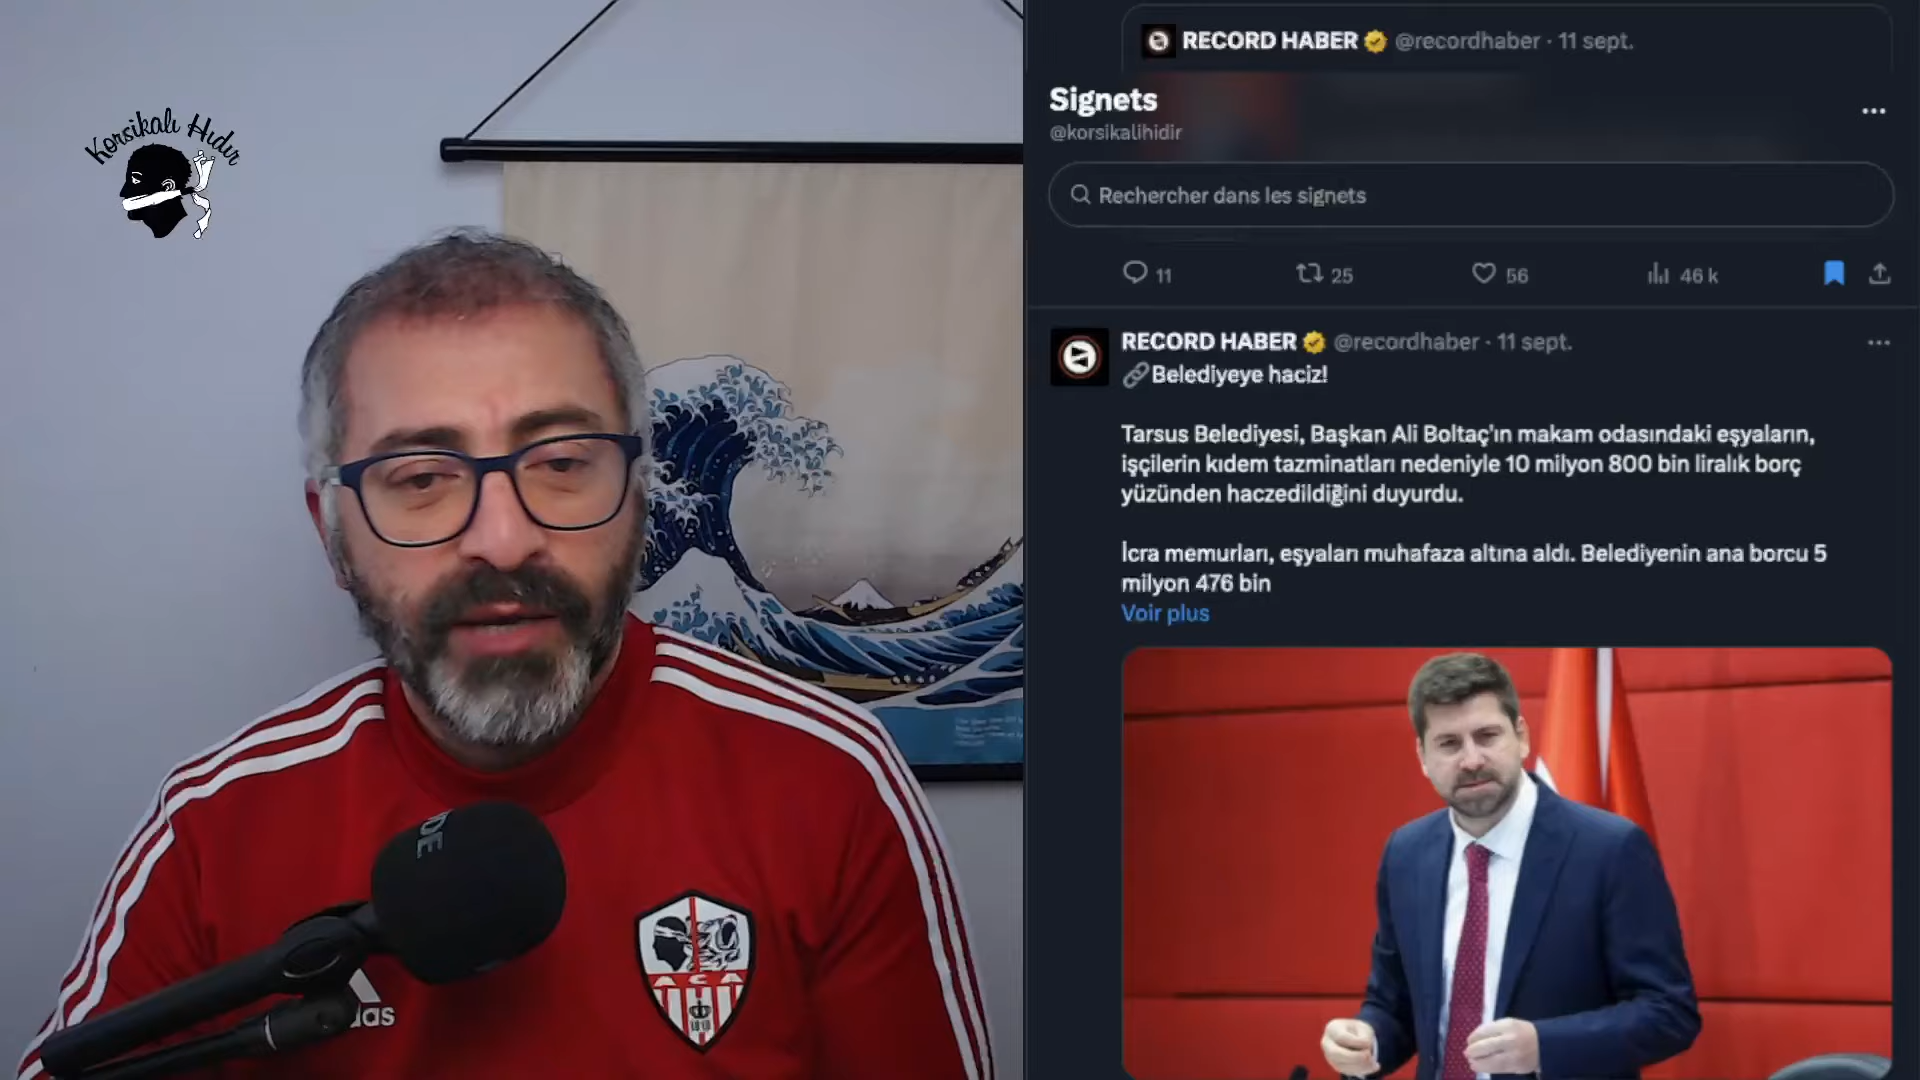 Korsikalı Hıdır
RECORD HABER @recordhaber · 11 sept.
Signets
@korsikalihidir
Rechercher dans les signets
11 25 56 46 k
RECORD HABER @recordhaber · 11 sept.
Belediyeye haciz!
Tarsus Belediyesi, Başkan Ali Boltaç'ın makam odasındaki eşyaların,
işçilerin kıdem tazminatları nedeniyle 10 milyon 800 bin liralık borç
yüzünden haczedildiğini duyurdu.
İcra memurları, eşyaları muhafaza altına aldı. Belediyenin ana borcu 5
milyon 476 bin
Voir plus
DE
das
ACA